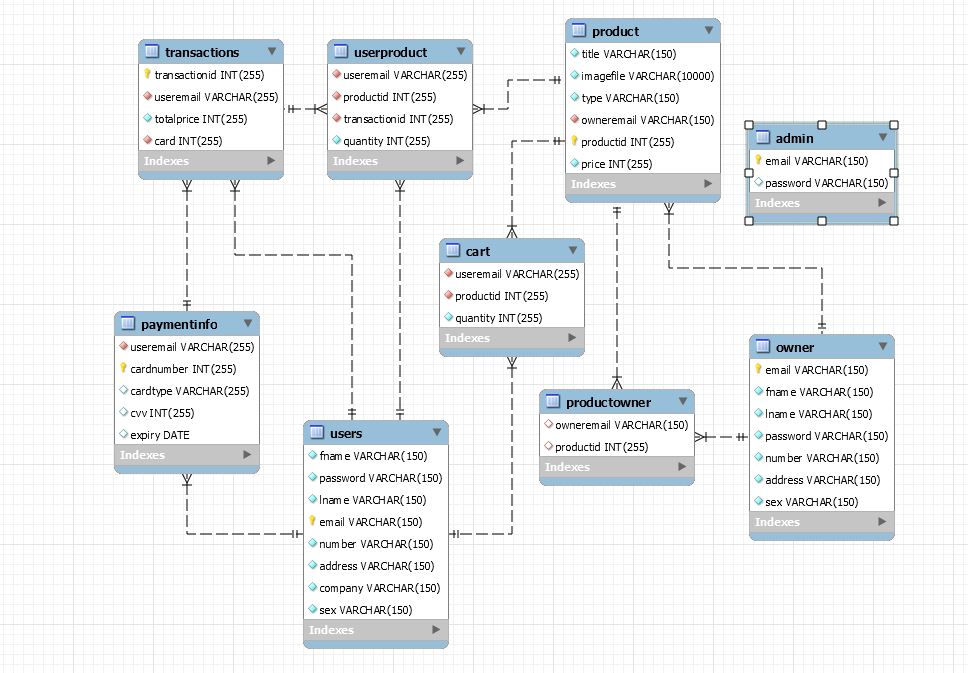 transactions
transactionid INT(255)
useremail VARCHAR(255)
totalprice INT(255)
card INT(255)
Indexes
userproduct
useremail VARCHAR(255)
productid INT(255)
transactionid INT(255)
quantity INT(255)
Indexes
product
title VARCHAR(150)
imagefile VARCHAR(10000)
type VARCHAR(150)
owneremail VARCHAR(150)
productid INT(255)
price INT(255)
Indexes
admin
email VARCHAR(150)
password VARCHAR(150)
Indexes
cart
useremail VARCHAR(255)
productid INT(255)
quantity INT(255)
Indexes
paymentinfo
useremail VARCHAR(255)
cardnumber INT(255)
cardtype VARCHAR(255)
cvv INT(255)
expiry DATE
Indexes
users
fname VARCHAR(150)
password VARCHAR(150)
lname VARCHAR(150)
email VARCHAR(150)
number VARCHAR(150)
address VARCHAR(150)
company VARCHAR(150)
sex VARCHAR(150)
Indexes
productowner
owneremail VARCHAR(150)
productid INT(255)
Indexes
owner
email VARCHAR(150)
fname VARCHAR(150)
lname VARCHAR(150)
password VARCHAR(150)
number VARCHAR(150)
address VARCHAR(150)
sex VARCHAR(150)
Indexes